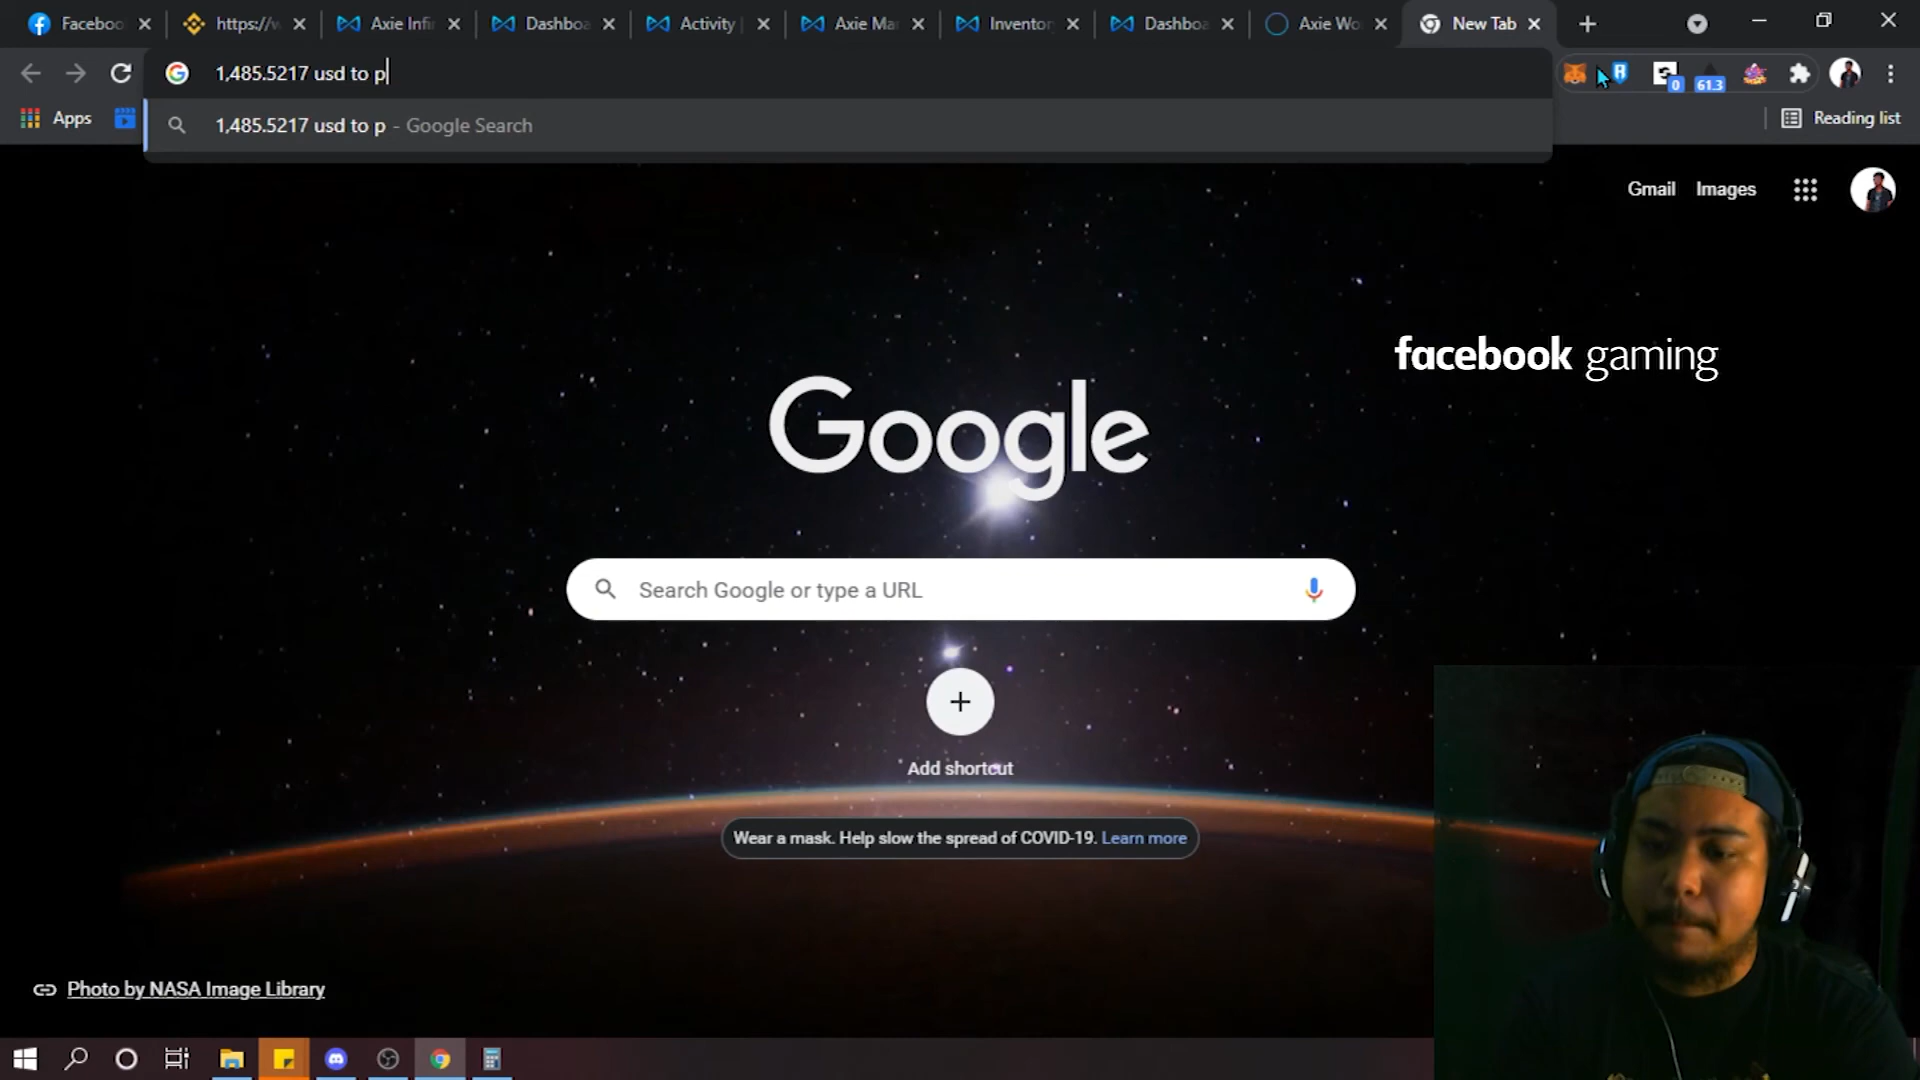 Faceboo
https://w
Axie Infi
Dashboa
Activity |
Axie Mar
Inventor
Dashboa
Axie Wo
New Tab
1,485.5217 usd to p
0
61.3
Apps
1,485.5217 usd to p - Google Search
Reading list
Gmail
Images
facebook gaming
Google
Search Google or type a URL
Add shortcut
Wear a mask. Help slow the spread of COVID-19. Learn more
Photo by NASA Image Library